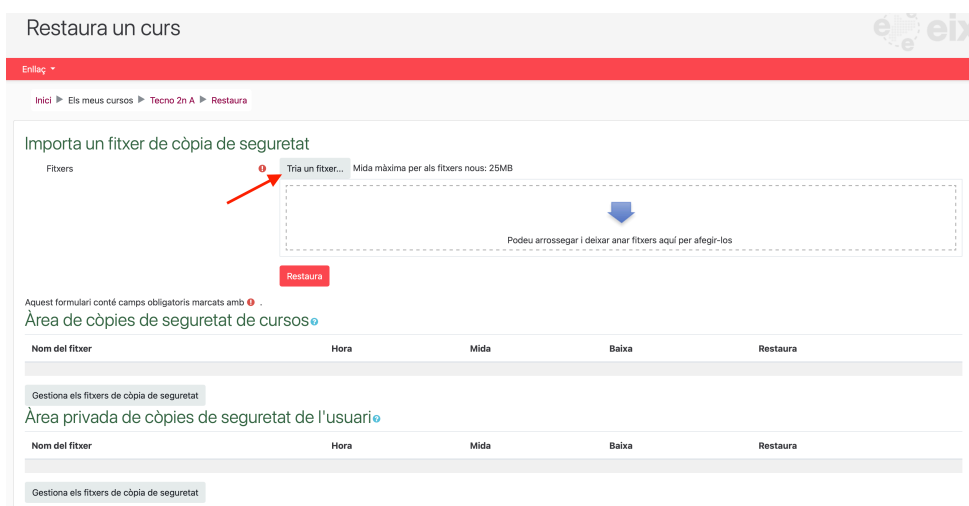 Restaura un curs
eix
Enllaç
Inici ▶ Els meus cursos ▶ Tecno 2n A ▶ Restaura
Importa un fitxer de còpia de seguretat
Fitxers
Tria un fitxer... Mida màxima per als fitxers nous: 25MB
Podeu arrossegar i deixar anar fitxers aquí per afegir-los
Restaura
Aquest formulari conté camps obligatoris marcats amb .
Àrea de còpies de seguretat de cursos
Nom del fitxer Hora Mida Baixa Restaura
Gestiona els fitxers de còpia de seguretat
Àrea privada de còpies de seguretat de l'usuari
Nom del fitxer Hora Mida Baixa Restaura
Gestiona els fitxers de còpia de seguretat